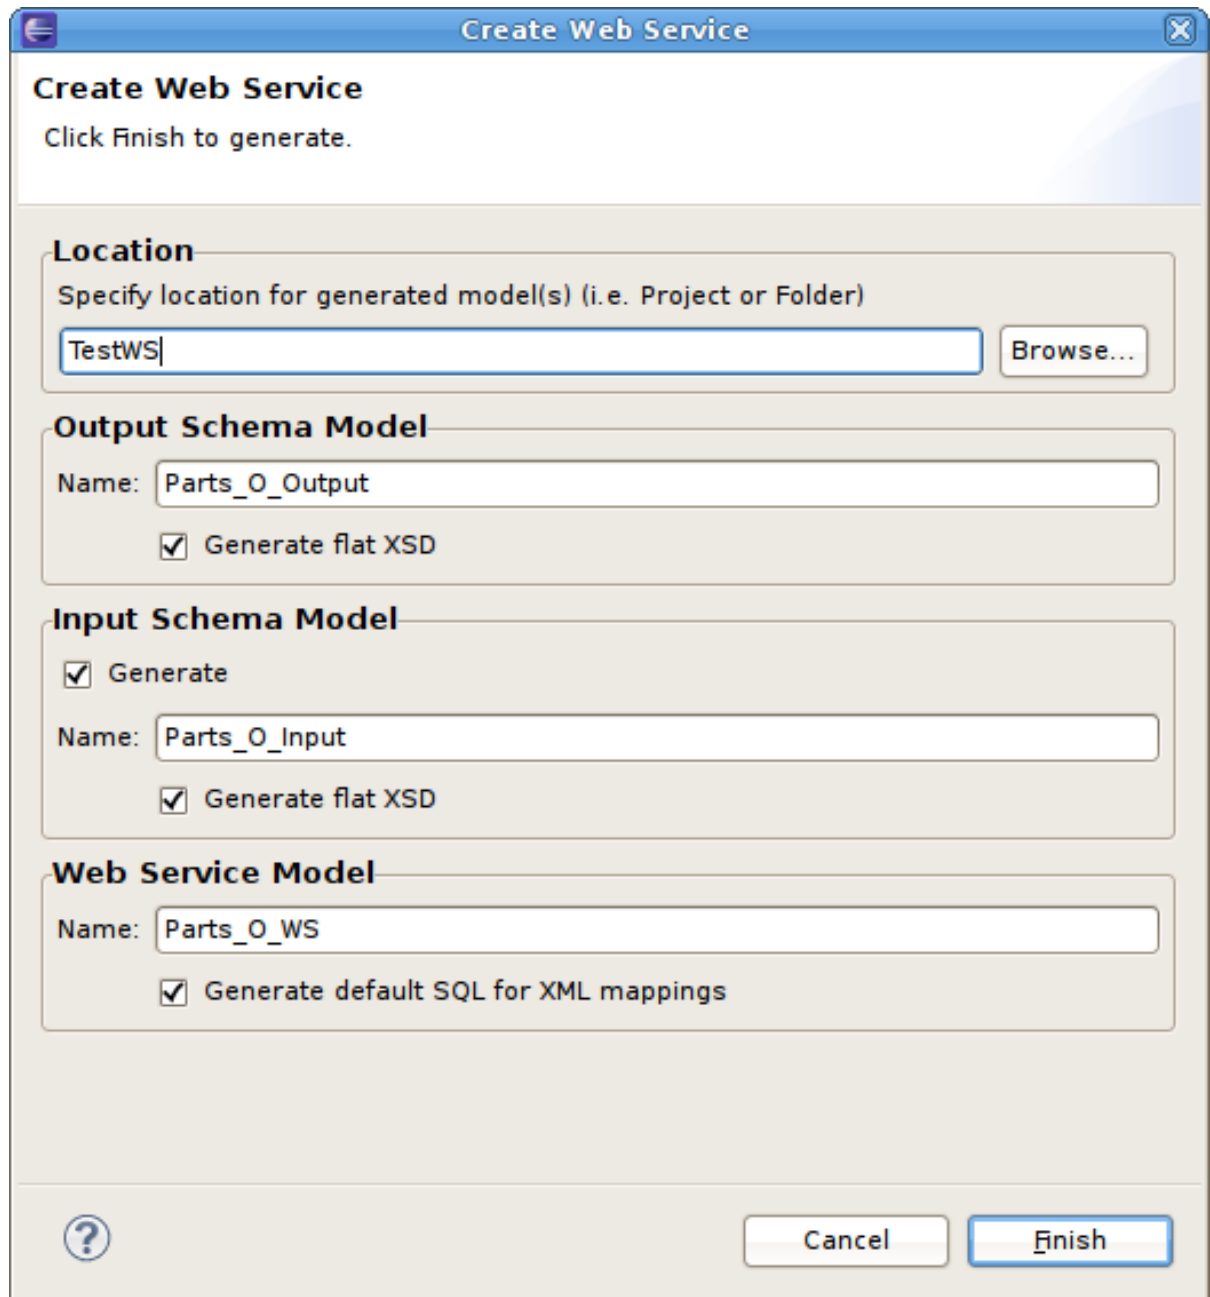 Create Web Service
Create Web Service
Click Finish to generate.
Location
Specify location for generated model(s) (i.e. Project or Folder)
TestWS
Browse...
Output Schema Model
Name: Parts_O_Output
Generate flat XSD
Input Schema Model
Generate
Name: Parts_O_Input
Generate flat XSD
Web Service Model
Name: Parts_O_WS
Generate default SQL for XML mappings
? Cancel Finish